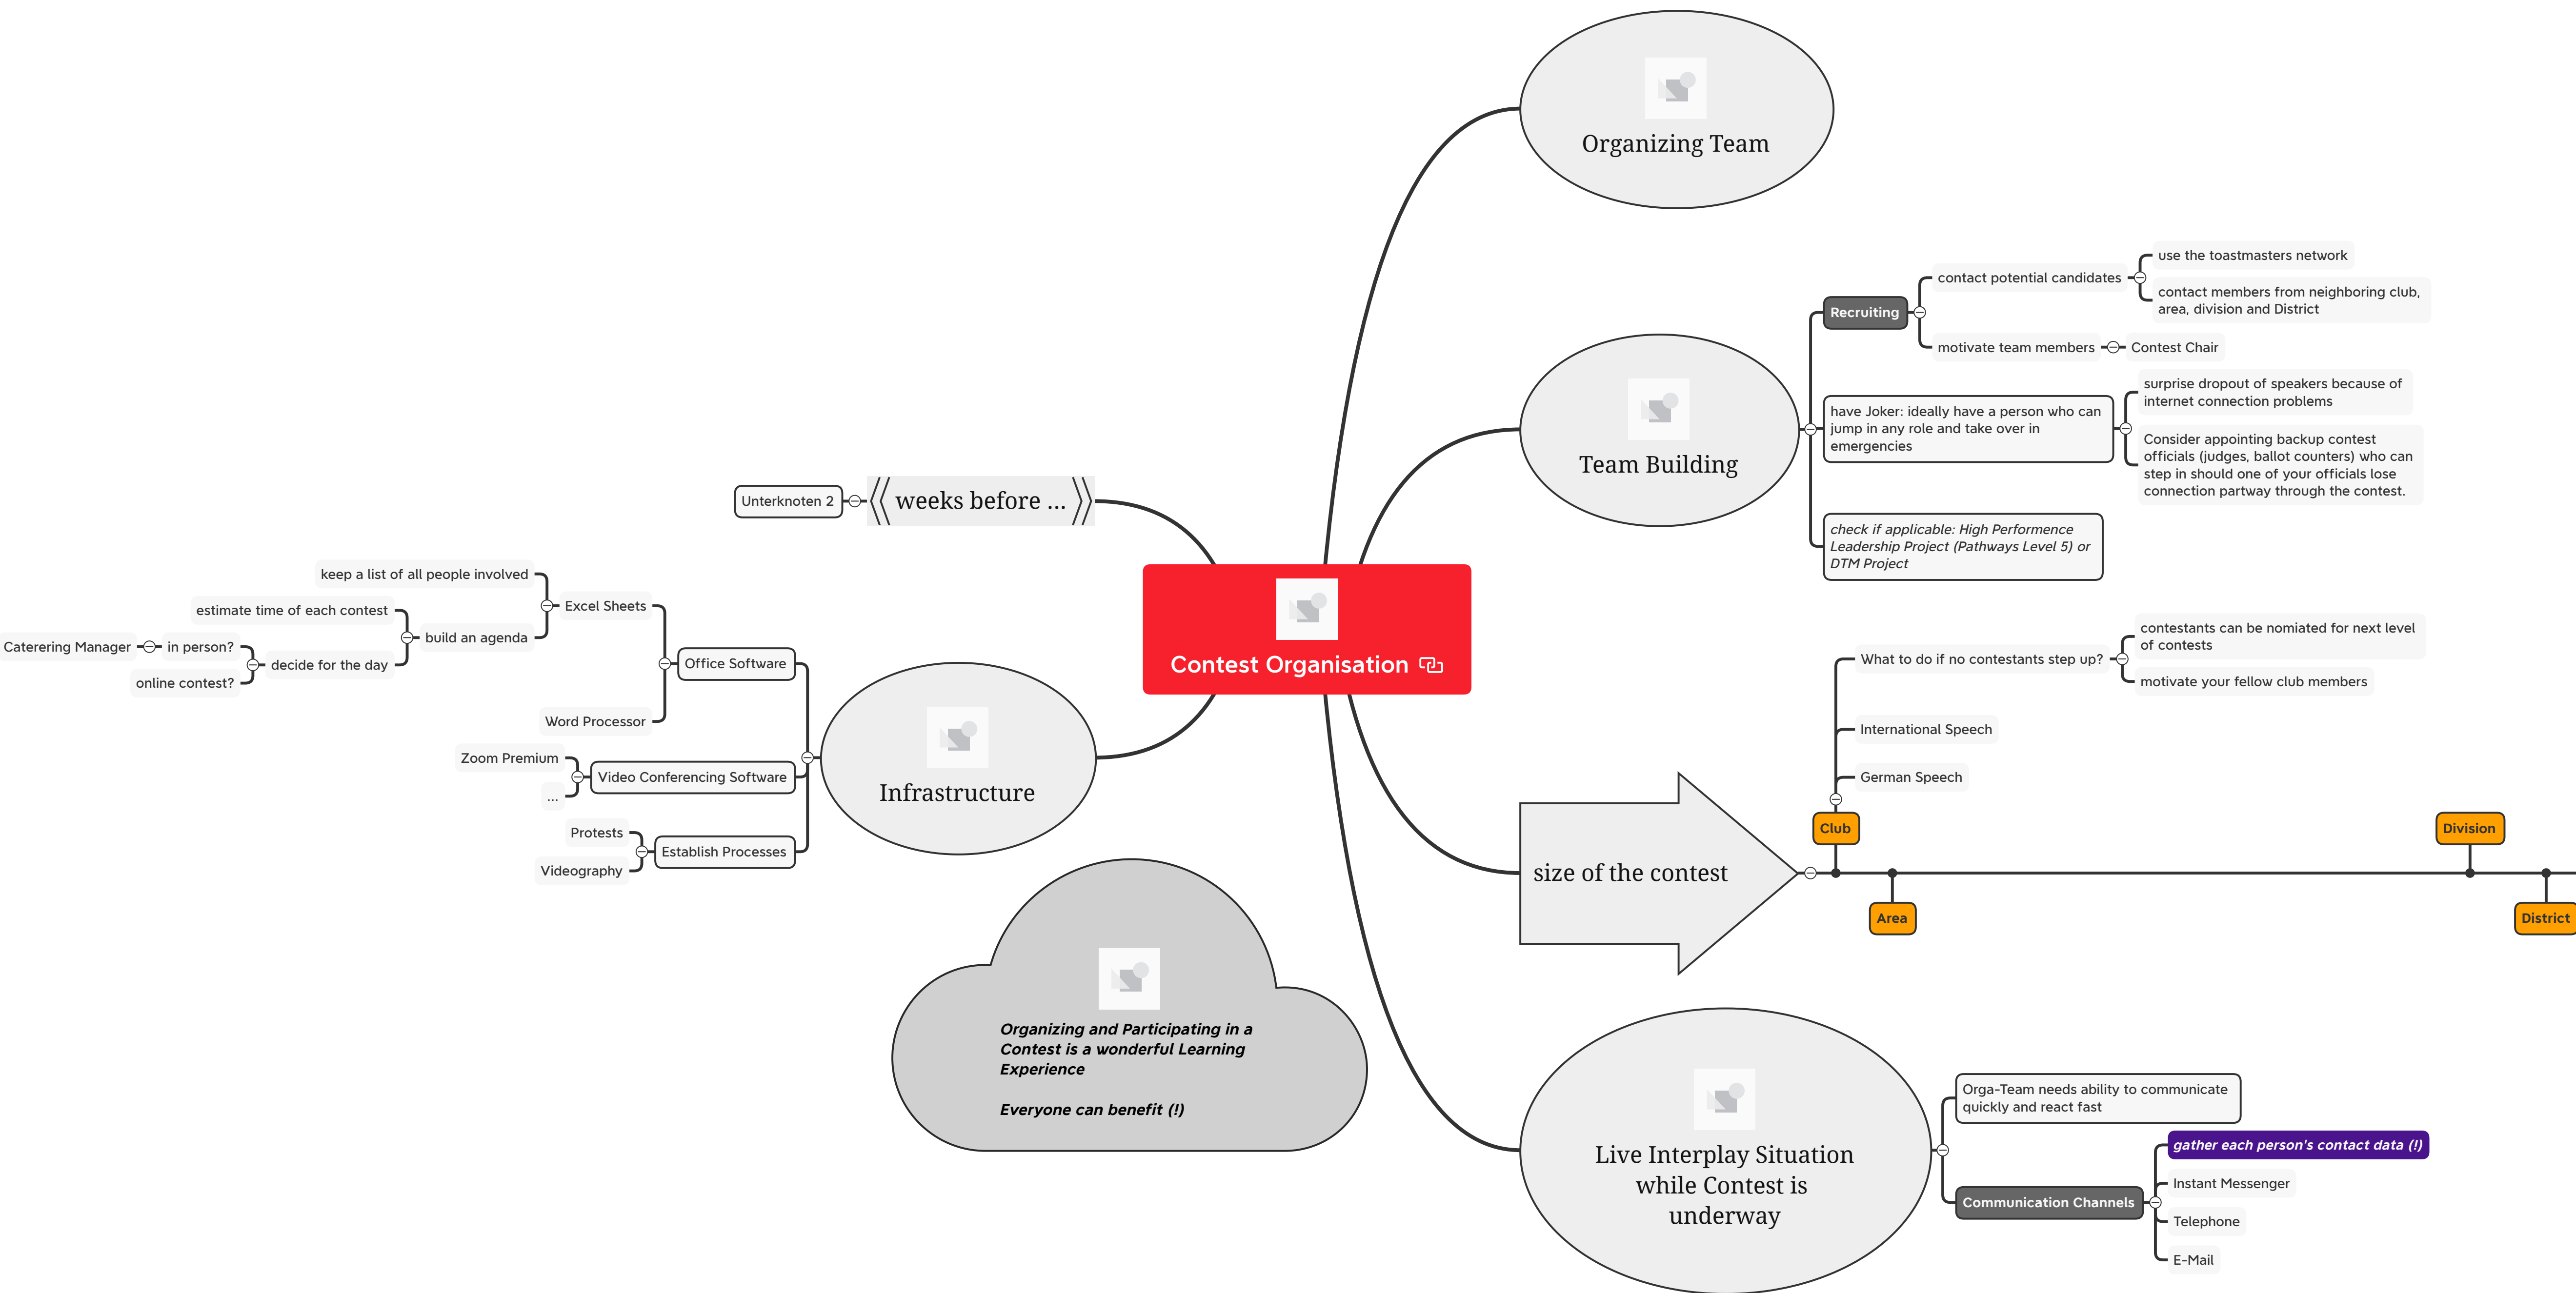 Contest Organisation
Organizing Team
Team Building
Recruiting
contact potential candidates
use the toastmasters network
contact members from neighboring club,
area, division and District
motivate team members
Contest Chair
have Joker: ideally have a person who can
jump in any role and take over in
emergencies
surprise dropout of speakers because of
internet connection problems
Consider appointing backup contest
officials (judges, ballot counters) who can
step in should one of your officials lose
connection partway through the contest.
check if applicable: High Performence
Leadership Project (Pathways Level 5) or
DTM Project
size of the contest
Club
What to do if no contestants step up?
contestants can be nomiated for next level
of contests
motivate your fellow club members
International Speech
German Speech
Area
Division
District
Live Interplay Situation
while Contest is
underway
Orga-Team needs ability to communicate
quickly and react fast
Communication Channels
gather each person's contact data (!)
Instant Messenger
Telephone
E-Mail
weeks before ...
Unterknoten 2
Infrastructure
Office Software
Excel Sheets
keep a list of all people involved
build an agenda
estimate time of each contest
decide for the day
in person?
Caterering Manager
online contest?
Word Processor
Video Conferencing Software
Zoom Premium
...
Establish Processes
Protests
Videography
Organizing and Participating in a
Contest is a wonderful Learning
Experience
Everyone can benefit (!)